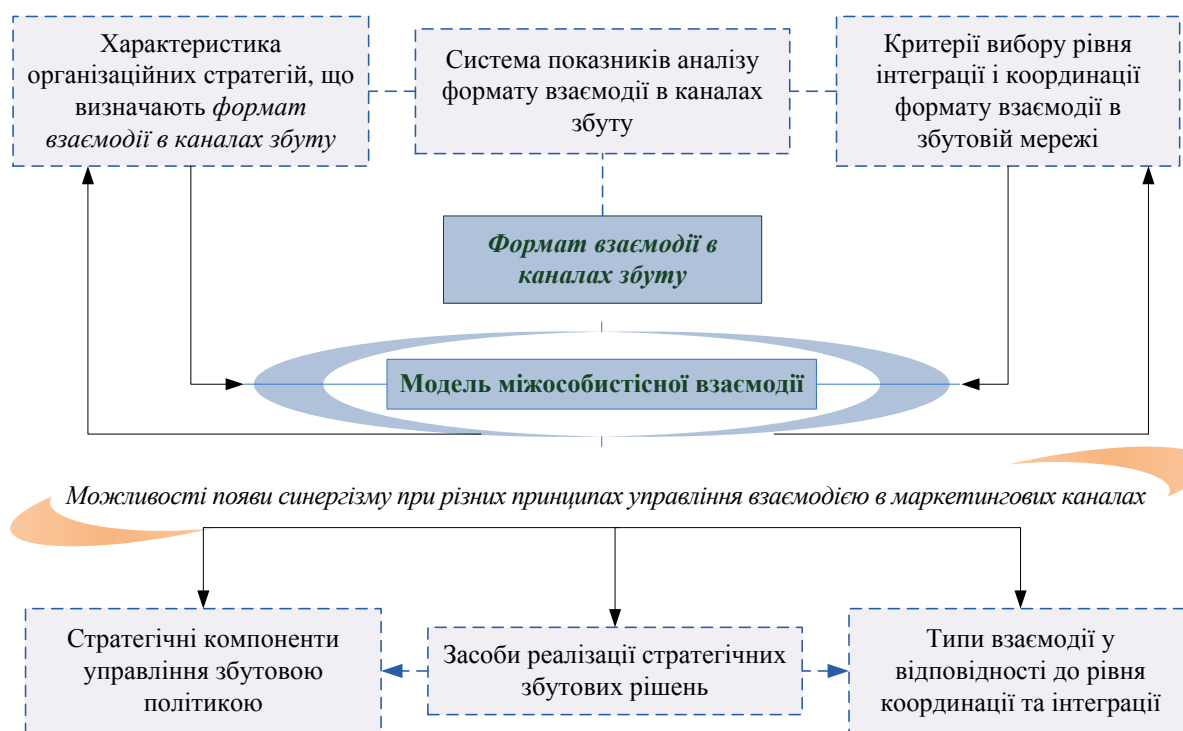 Характеристика
організаційних стратегій, що
визначають формат
взаємодії в каналах збуту
Система показників аналізу
формату взаємодії в каналах
збуту
Критерії вибору рівня
інтеграції і координації
формату взаємодії в
збутовій мережі
Формат взаємодії в
каналах збуту
Модель міжособистісної взаємодії
Можливості появи синергізму при різних принципах управління взаємодією в маркетингових каналах
Стратегічні компоненти
управління збутовою
політикою
Засоби реалізації стратегічних
збутових рішень
Типи взаємодії у
відповідності до рівня
координації та інтеграції